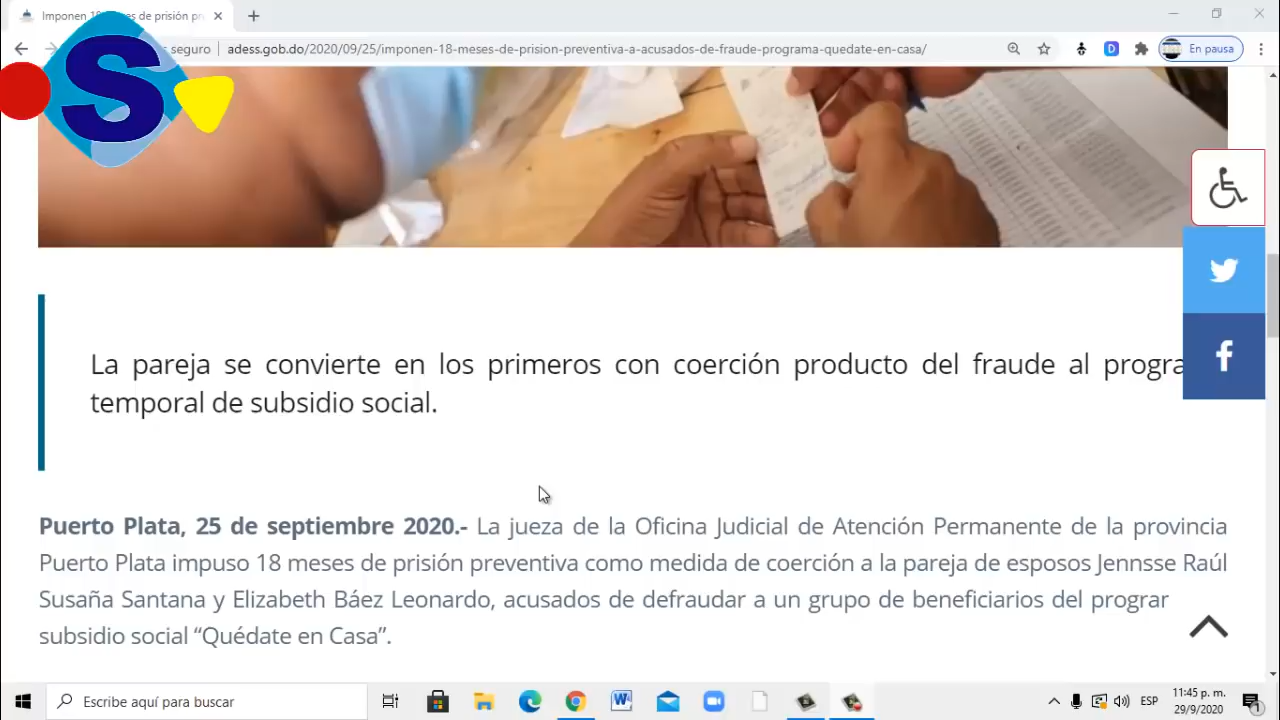 Imponen 18 meses de prisión pr
seguro
adess.gob.do/2020/09/25/imponen-18-meses-de-prision-preventiva-a-acusados-de-fraude-programa-quedate-en-casa/
En pausa
S
La pareja se convierte en los primeros con coerción producto del fraude al progra
temporal de subsidio social.
Puerto Plata, 25 de septiembre 2020.- La jueza de la Oficina Judicial de Atención Permanente de la provincia
Puerto Plata impuso 18 meses de prisión preventiva como medida de coerción a la pareja de esposos Jennsse Raúl
Susaña Santana y Elizabeth Báez Leonardo, acusados de defraudar a un grupo de beneficiarios del prograr
subsidio social “Quédate en Casa”.
Escribe aquí para buscar
ESP
11:45 p. m.
29/9/2020